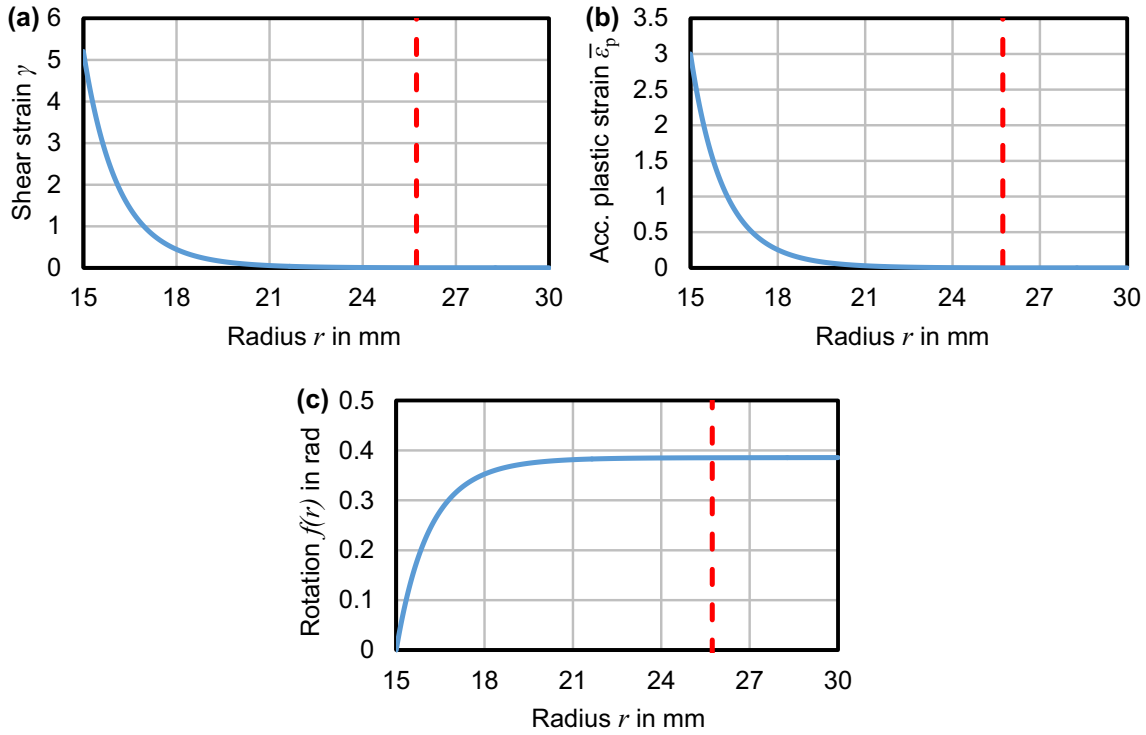 (a)
Shear strain γ
6
5
4
3
2
1
0
15 18 21 24 27 30
Radius r in mm
(b)
Acc. plastic strain ε̅p
3.5
3
2.5
2
1.5
1
0.5
0
15 18 21 24 27 30
Radius r in mm
(c)
Rotation f(r) in rad
0.5
0.4
0.3
0.2
0.1
0
15 18 21 24 27 30
Radius r in mm